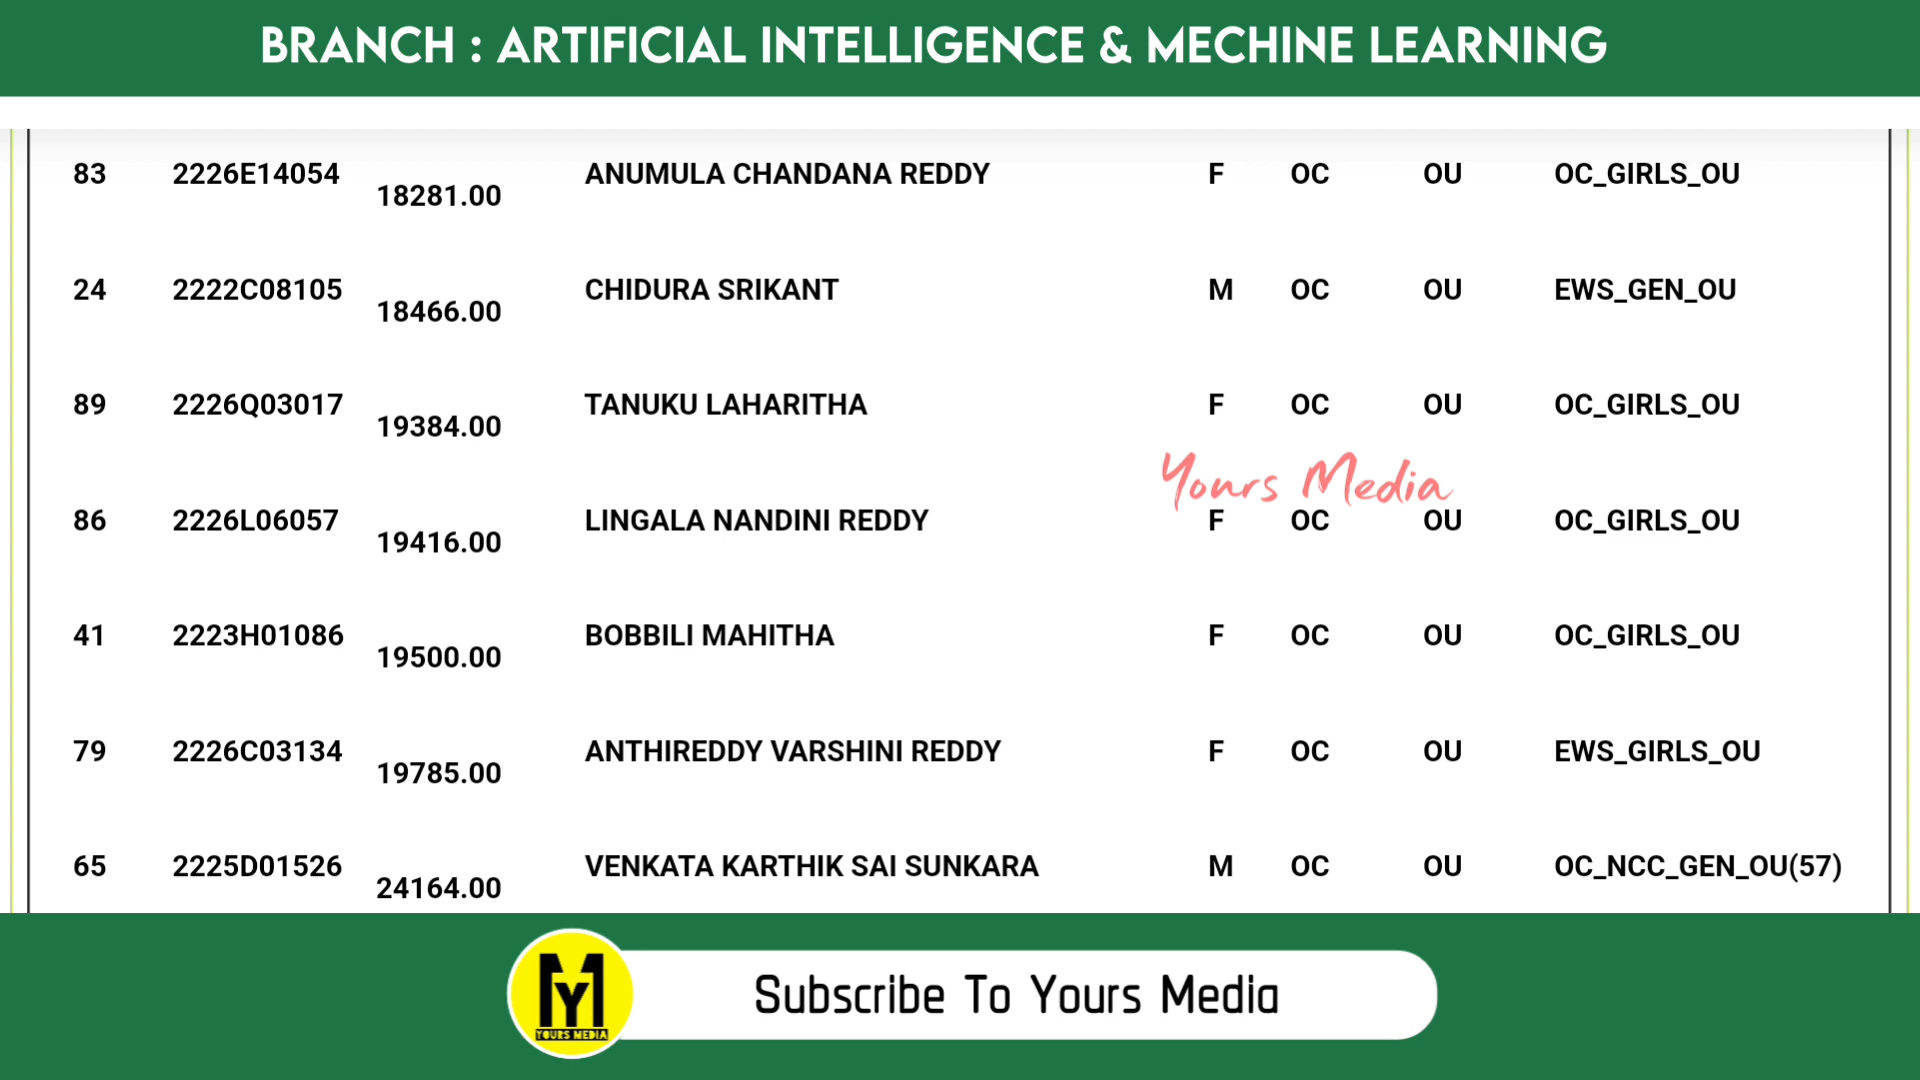 BRANCH : ARTIFICIAL INTELLIGENCE & MECHINE LEARNING
83 2226E14054 18281.00 ANUMULA CHANDANA REDDY F OC OU OC_GIRLS_OU
24 2222C08105 18466.00 CHIDURA SRIKANT M OC OU EWS_GEN_OU
89 2226Q03017 19384.00 TANUKU LAHARITHA F OC OU OC_GIRLS_OU
Yours Media
86 2226L06057 19416.00 LINGALA NANDINI REDDY F OC OU OC_GIRLS_OU
41 2223H01086 19500.00 BOBBILI MAHITHA F OC OU OC_GIRLS_OU
79 2226C03134 19785.00 ANTHIREDDY VARSHINI REDDY F OC OU EWS_GIRLS_OU
65 2225D01526 24164.00 VENKATA KARTHIK SAI SUNKARA M OC OU OC_NCC_GEN_OU(57)
MY
YOURS MEDIA
Subscribe To Yours Media